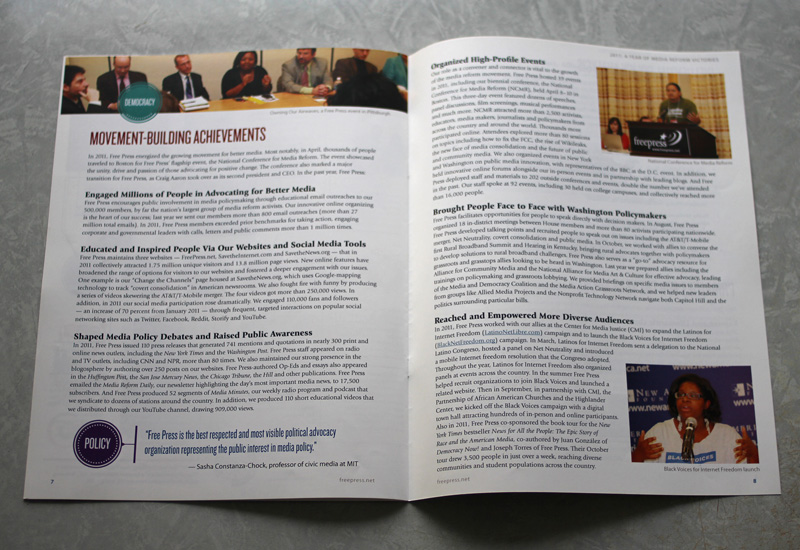 DEMOCRACY
Owning Our Airwaves, a Free Press event in Pittsburgh
MOVEMENT-BUILDING ACHIEVEMENTS
In 2011, Free Press energized the growing movement for better media. Most notably, in April, thousands of people
traveled to Boston for Free Press' flagship event, the National Conference for Media Reform. The event showcased
the unity, drive and passion of those advocating for positive change. The conference also marked a major
transition for Free Press, as Craig Aaron took over as its second president and CEO. In the past year, Free Press:
Engaged Millions of People in Advocating for Better Media
Free Press encourages public involvement in media policymaking through educational email outreaches to our
500,000 members, by far the nation's largest group of media reform activists. Our innovative online organizing
is the heart of our success; last year we sent our members more than 800 email outreaches (more than 27
million total emails). In 2011, Free Press members exceeded prior benchmarks for taking action, engaging
corporate and governmental leaders with calls, letters and public comments more than 1 million times.
Educated and Inspired People Via Our Websites and Social Media Tools
Free Press maintains three websites — FreePress.net, SavetheInternet.com and SavetheNews.org — that in
2011 collectively attracted 1.75 million unique visitors and 13.8 million page views. New online features have
broadened the range of options for visitors to our websites and fostered a deeper engagement with our issues.
One example is our "Change the Channels" page housed at SavetheNews.org, which uses Google-mapping
technology to track "covert consolidation" in American newsrooms. We also fought fire with funny by producing
a series of videos skewering the AT&T/T-Mobile merger. The four videos got more than 250,000 views. In
addition, in 2011 our social media participation rose dramatically. We engaged 110,000 fans and followers
— an increase of 70 percent from January 2011 — through frequent, targeted interactions on popular social
networking sites such as Twitter, Facebook, Reddit, Storify and YouTube.
Shaped Media Policy Debates and Raised Public Awareness
In 2011, Free Press issued 110 press releases that generated 741 mentions and quotations in nearly 300 print and
online news outlets, including the New York Times and the Washington Post. Free Press staff appeared on radio
and TV outlets, including CNN and NPR, more than 80 times. We also maintained our strong presence in the
blogosphere by authoring over 250 posts on our websites. Free Press-authored Op-Eds and essays also appeared
in the Huffington Post, the San Jose Mercury News, the Chicago Tribune, the Hill and other publications. Free Press
emailed the Media Reform Daily, our newsletter highlighting the day's most important media news, to 17,500
subscribers. And Free Press produced 52 segments of Media Minutes, our weekly radio program and podcast that
we syndicate to dozens of stations around the country. In addition, we produced 110 short educational videos that
we distributed through our YouTube channel, drawing 909,000 views.
POLICY
"Free Press is the best respected and most visible political advocacy
organization representing the public interest in media policy."
— Sasha Constanza-Chock, professor of civic media at MIT
7
freepress.net
2011: A YEAR OF MEDIA REFORM VICTORIES
Organized High-Profile Events
Our role as a convener and connector is vital to the growth
of the media reform movement. Free Press hosted 59 events
in 2011, including our biennial conference, the National
Conference for Media Reform (NCMR), held April 8-10 in
Boston. This three-day event featured dozens of speeches,
panel discussions, film screenings, musical performances
and much more. NCMR attracted more than 2,500 activists,
educators, media makers, journalists and policymakers from
across the country and around the world. Thousands more
participated online. Attendees explored more than 80 sessions
on topics including how to fix the FCC, the rise of Wikileaks,
the new face of media consolidation and the future of public
and community media. We also organized events in New York
and Washington on public media innovation, with representatives of the BBC at the D.C. event. In addition, we
held innovative online forums alongside our in-person events and in partnership with leading blogs. And Free
Press deployed staff and materials to 202 outside conferences and events, double the number we've attended
in the past. Our staff spoke at 92 events, including 30 held on college campuses, and collectively reached more
than 10,000 people.
freepress
National Conference for Media Reform
Brought People Face to Face with Washington Policymakers
Free Press facilitates opportunities for people to speak directly with decision makers. In August, Free Press
organized 18 in-district meetings between House members and more than 80 activists participating nationwide.
Free Press developed talking points and recruited people to speak out on issues including the AT&T/T-Mobile
merger, Net Neutrality, covert consolidation and public media. In October, we worked with allies to convene the
first Rural Broadband Summit and Hearing in Kentucky, bringing rural advocates together with policymakers
to develop solutions to rural broadband challenges. Free Press also serves as a "go-to" advocacy resource for
grassroots and grasstops allies looking to be heard in Washington. Last year we prepared allies including the
Alliance for Community Media and the National Alliance for Media Art & Culture for effective advocacy, leading
trainings on policymaking and grassroots lobbying. We provided briefings on specific media issues to members
of the Media and Democracy Coalition and the Media Action Grassroots Network, and we helped new leaders
from groups like Allied Media Projects and the Nonprofit Technology Network navigate both Capitol Hill and the
politics surrounding particular bills.
Reached and Empowered More Diverse Audiences
In 2011, Free Press worked with our allies at the Center for Media Justice (CMJ) to expand the Latinos for
Internet Freedom (LatinoNetLibre.com) campaign and to launch the Black Voices for Internet Freedom
(BlackNetFreedom.org) campaign. In March, Latinos for Internet Freedom sent a delegation to the National
Latino Congreso, hosted a panel on Net Neutrality and introduced
a mobile Internet freedom resolution that the Congreso adopted.
Throughout the year, Latinos for Internet Freedom also organized
panels at events across the country. In the summer Free Press
helped recruit organizations to join Black Voices and launched a
related website. Then in September, in partnership with CMJ, the
Partnership of African American Churches and the Highlander
Center, we kicked off the Black Voices campaign with a digital
town hall attracting hundreds of in-person and online participants.
Also in 2011, Free Press co-sponsored the book tour for the New
York Times bestseller News for All the People: The Epic Story of
Race and the American Media, co-authored by Juan González of
Democracy Now! and Joseph Torres of Free Press. Their October
tour drew 3,500 people in just over a week, reaching diverse
communities and student populations across the country.
NEW A
www.newa
BLACK VOICES
Black Voices for Internet Freedom launch
freepress.net
8